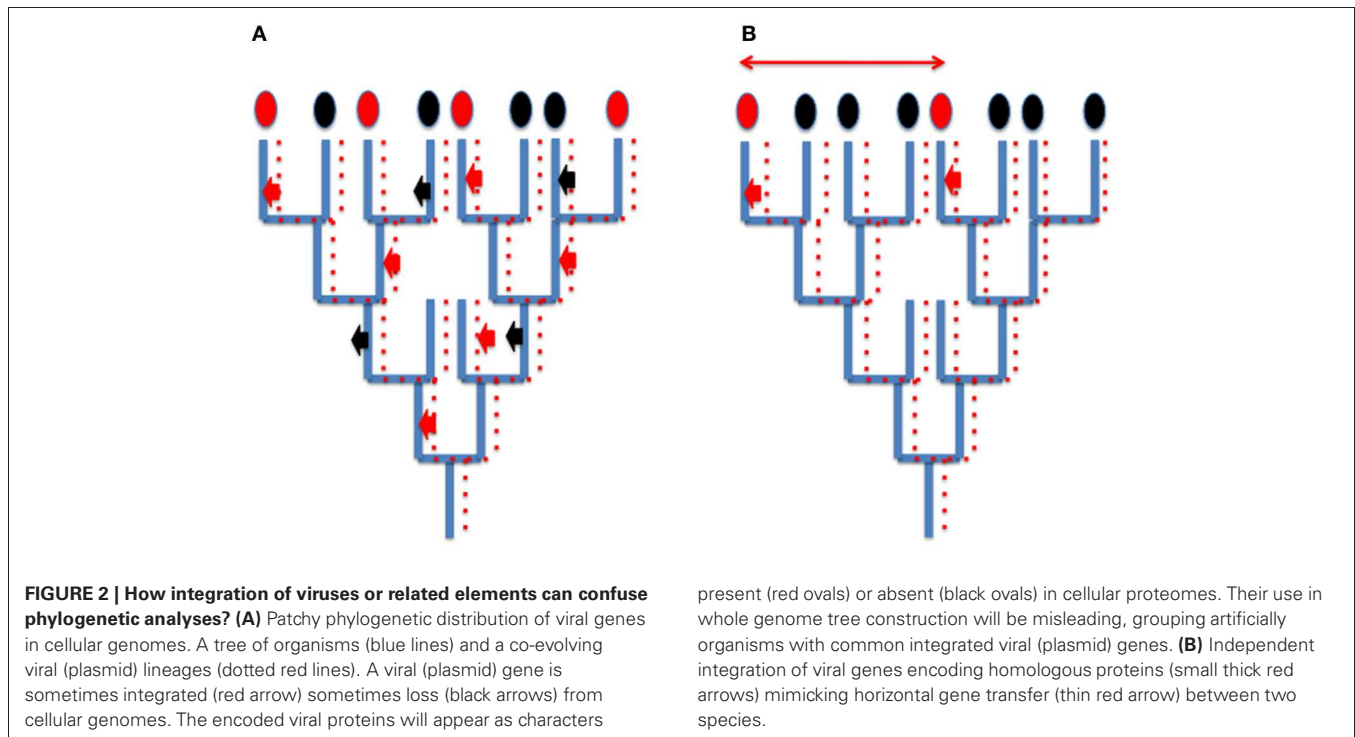 A
B
FIGURE 2 | How integration of viruses or related elements can confuse
phylogenetic analyses? (A) Patchy phylogenetic distribution of viral genes
in cellular genomes. A tree of organisms (blue lines) and a co-evolving
viral (plasmid) lineages (dotted red lines). A viral (plasmid) gene is
sometimes integrated (red arrow) sometimes loss (black arrows) from
cellular genomes. The encoded viral proteins will appear as characters
present (red ovals) or absent (black ovals) in cellular proteomes. Their use in
whole genome tree construction will be misleading, grouping artificially
organisms with common integrated viral (plasmid) genes. (B) Independent
integration of viral genes encoding homologous proteins (small thick red
arrows) mimicking horizontal gene transfer (thin red arrow) between two
species.